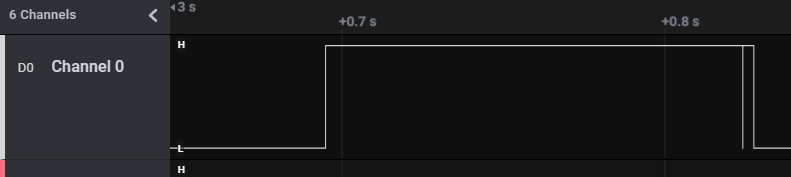 6 Channels
3 s
+0.7 s
+0.8 s
H
D0 Channel 0
L
H